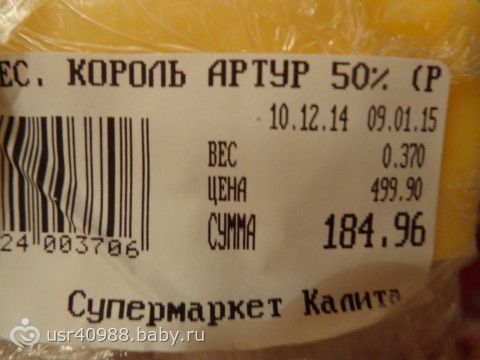 ЕС. КОРОЛЬ АРТУР 50% (Р
10.12.14 09.01.15
ВЕС 0.370
ЦЕНА 499.90
СУММА 184.96
24 003706
Супермаркет Калита
usr40988.baby.ru